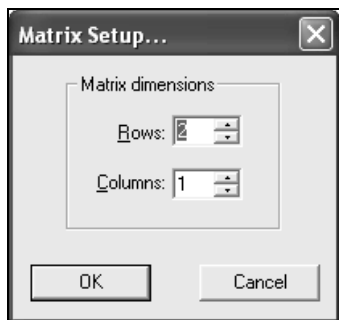 Matrix Setup...
Matrix dimensions
Rows: 2
Columns: 1
OK Cancel